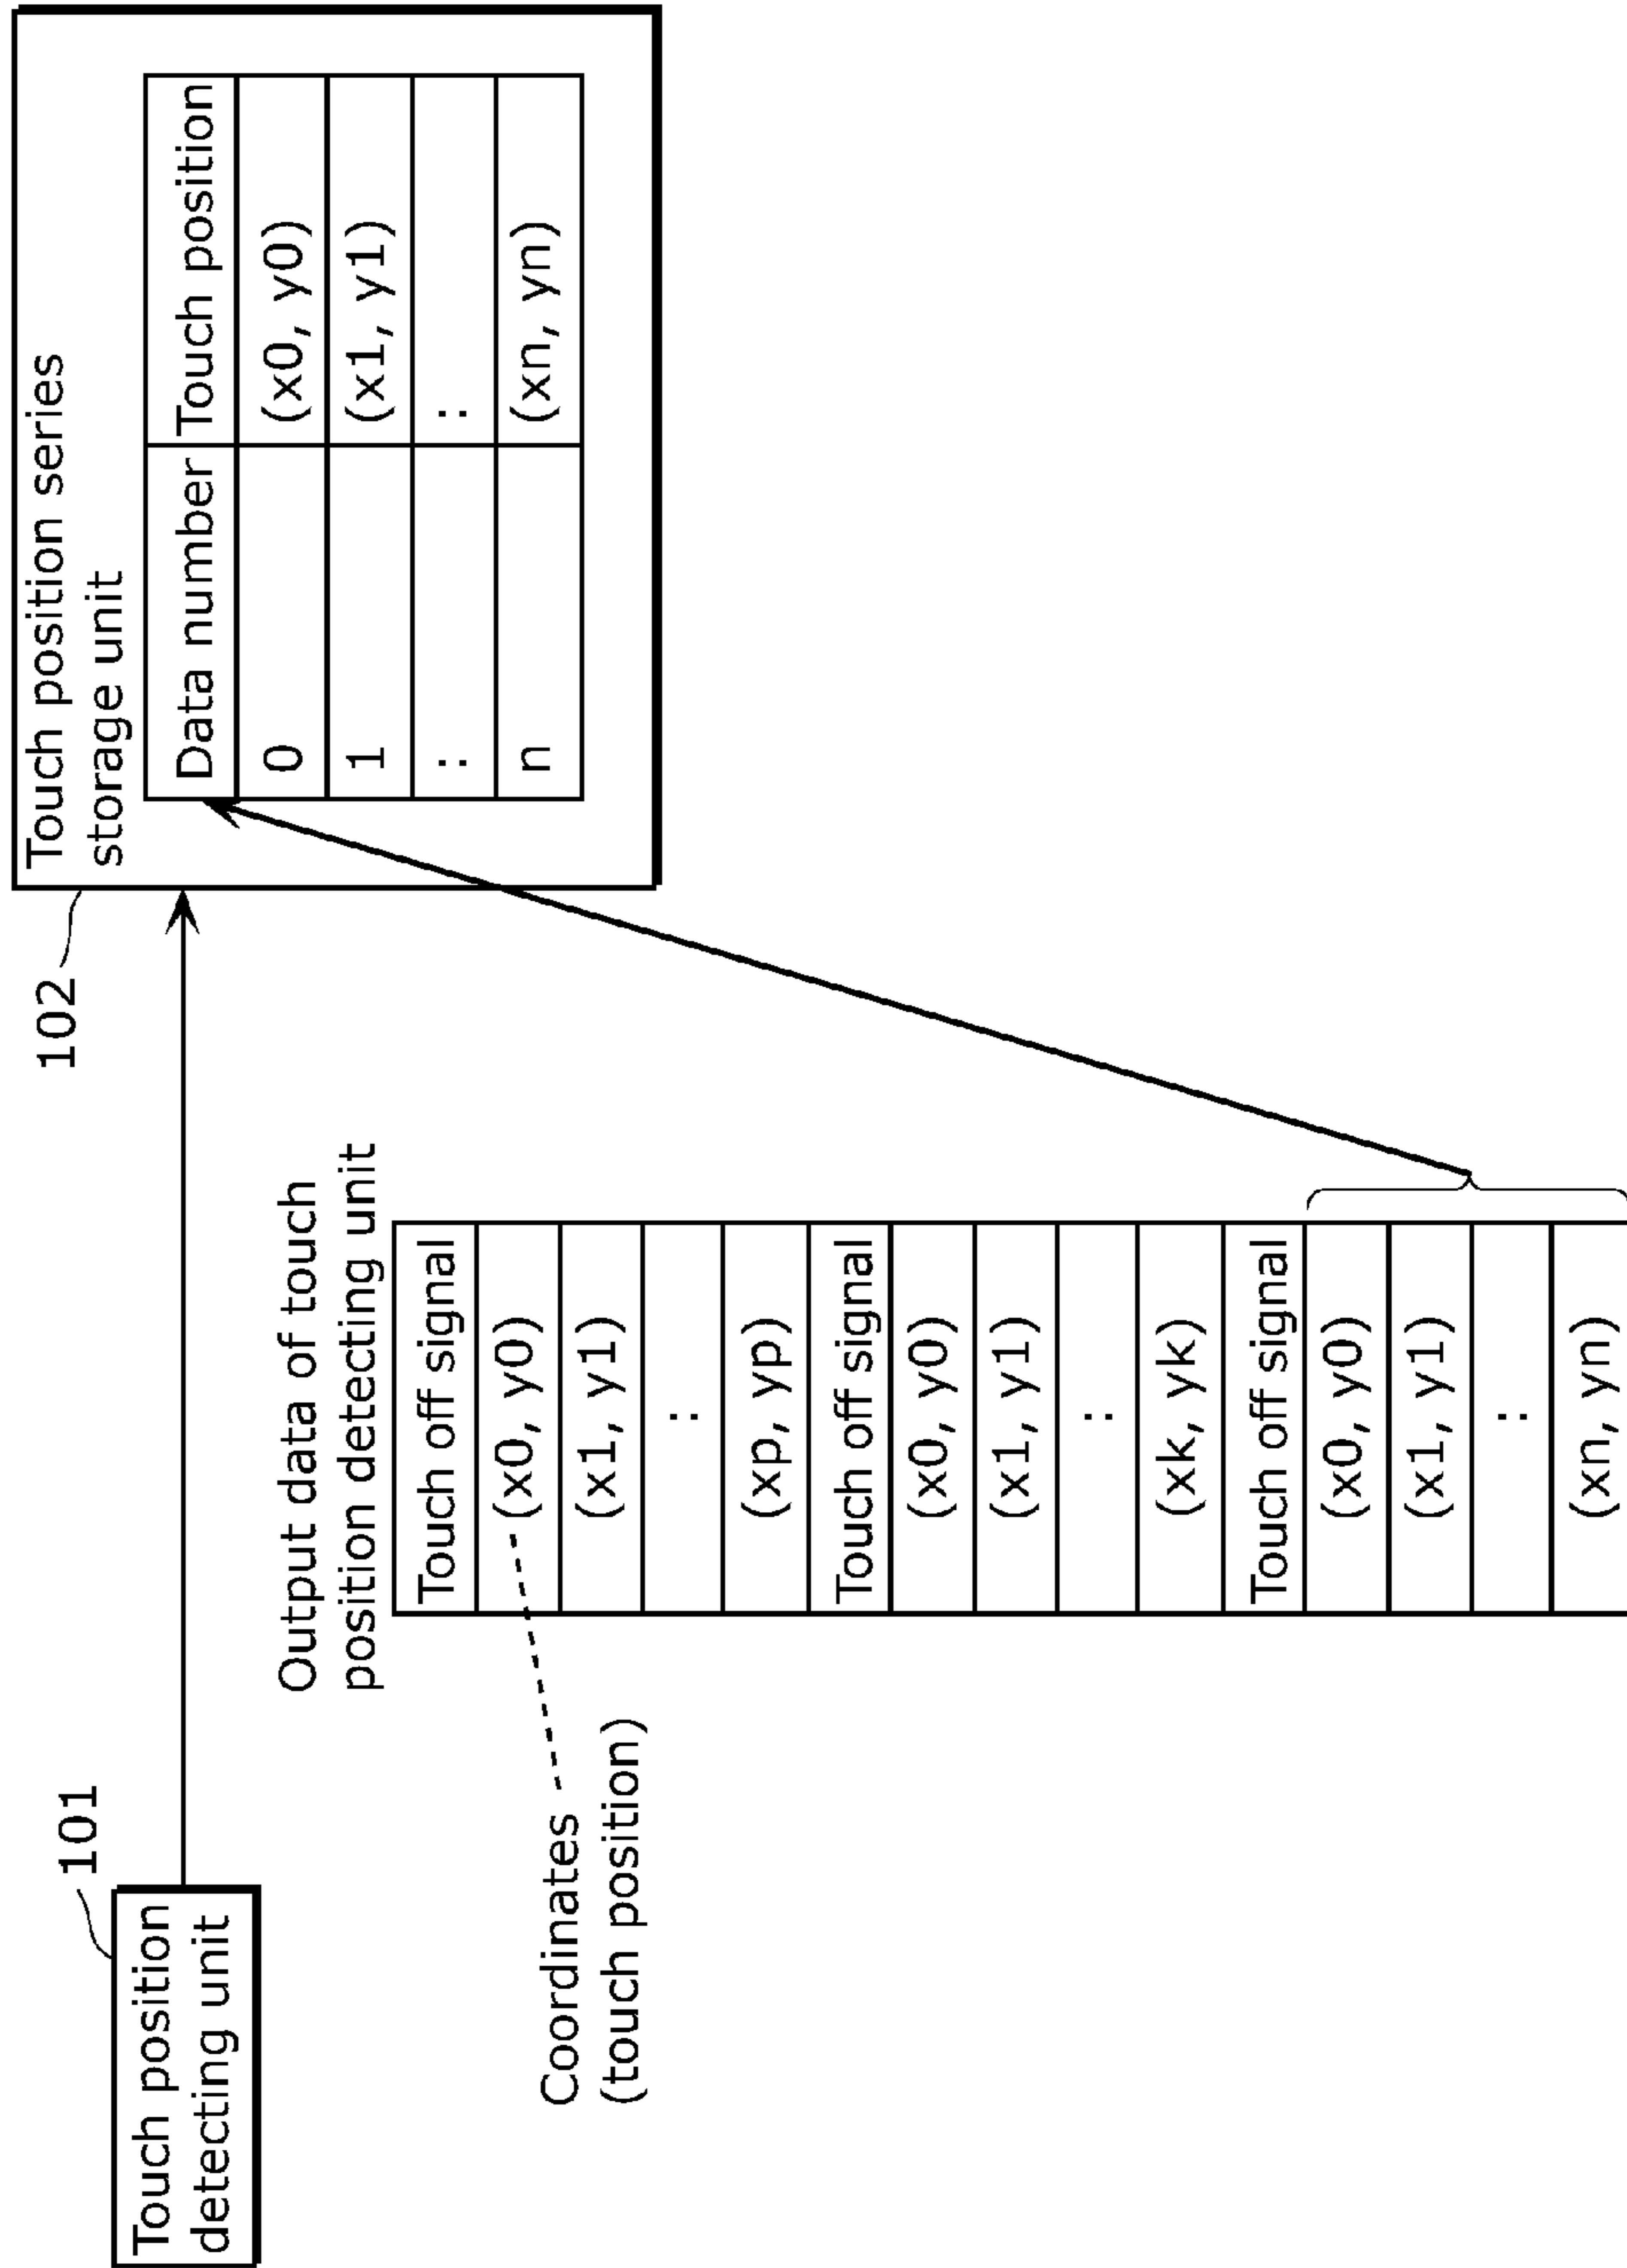 101
Touch position
detecting unit
102
Touch position series
storage unit
Data number Touch position
0 (x0, y0)
1 (x1, y1)
: :
n (xn, yn)
Output data of touch
position detecting unit
Touch off signal
(x0, y0)
(x1, y1)
:
(xp, yp)
Touch off signal
(x0, y0)
(x1, y1)
:
(xk, yk)
Touch off signal
(x0, y0)
(x1, y1)
:
(xn, yn)
Coordinates
(touch position)